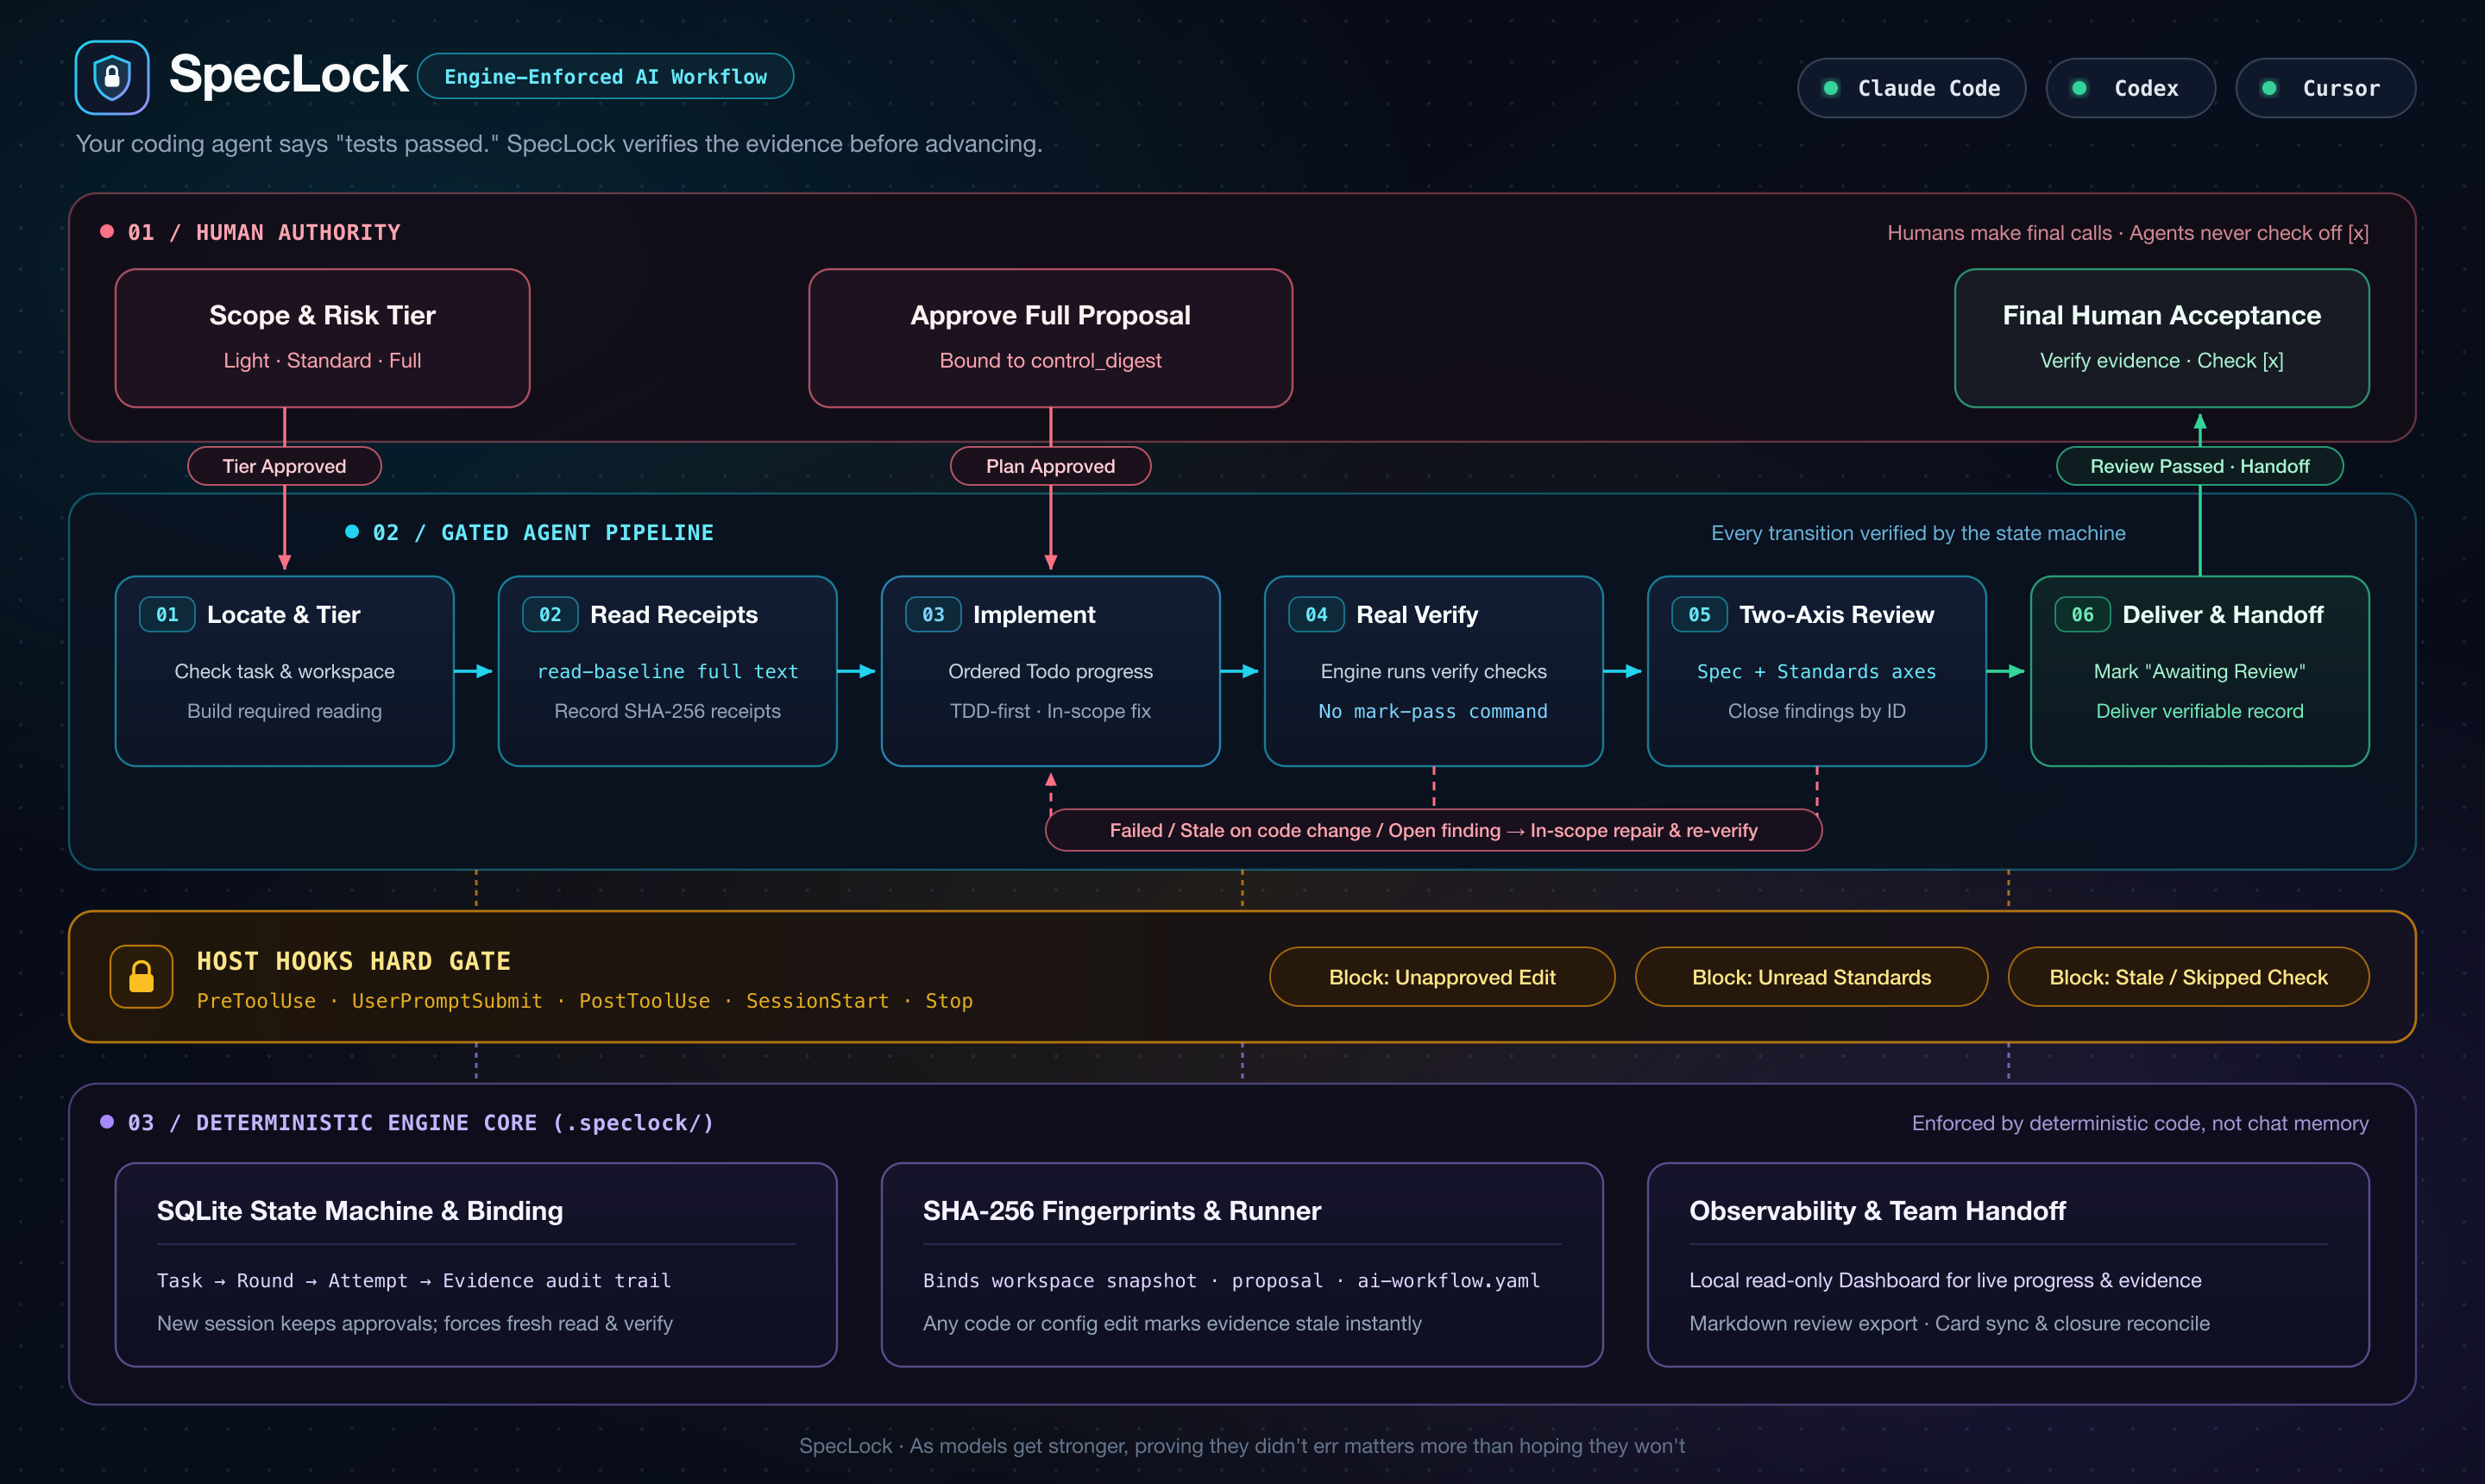 SpecLock
Engine-Enforced AI Workflow
Claude Code
Codex
Cursor
Your coding agent says "tests passed." SpecLock verifies the evidence before advancing.
01 / HUMAN AUTHORITY
Humans make final calls · Agents never check off [x]
Scope & Risk Tier
Light · Standard · Full
Approve Full Proposal
Bound to control_digest
Final Human Acceptance
Verify evidence · Check [x]
Tier Approved
Plan Approved
Review Passed · Handoff
02 / GATED AGENT PIPELINE
Every transition verified by the state machine
01 Locate & Tier
Check task & workspace
Build required reading
02 Read Receipts
read-baseline full text
Record SHA-256 receipts
03 Implement
Ordered Todo progress
TDD-first · In-scope fix
04 Real Verify
Engine runs verify checks
No mark-pass command
05 Two-Axis Review
Spec + Standards axes
Close findings by ID
06 Deliver & Handoff
Mark "Awaiting Review"
Deliver verifiable record
Failed / Stale on code change / Open finding → In-scope repair & re-verify
HOST HOOKS HARD GATE
PreToolUse · UserPromptSubmit · PostToolUse · SessionStart · Stop
Block: Unapproved Edit
Block: Unread Standards
Block: Stale / Skipped Check
03 / DETERMINISTIC ENGINE CORE (.speclock/)
Enforced by deterministic code, not chat memory
SQLite State Machine & Binding
Task → Round → Attempt → Evidence audit trail
New session keeps approvals; forces fresh read & verify
SHA-256 Fingerprints & Runner
Binds workspace snapshot · proposal · ai-workflow.yaml
Any code or config edit marks evidence stale instantly
Observability & Team Handoff
Local read-only Dashboard for live progress & evidence
Markdown review export · Card sync & closure reconcile
SpecLock · As models get stronger, proving they didn't err matters more than hoping they won't